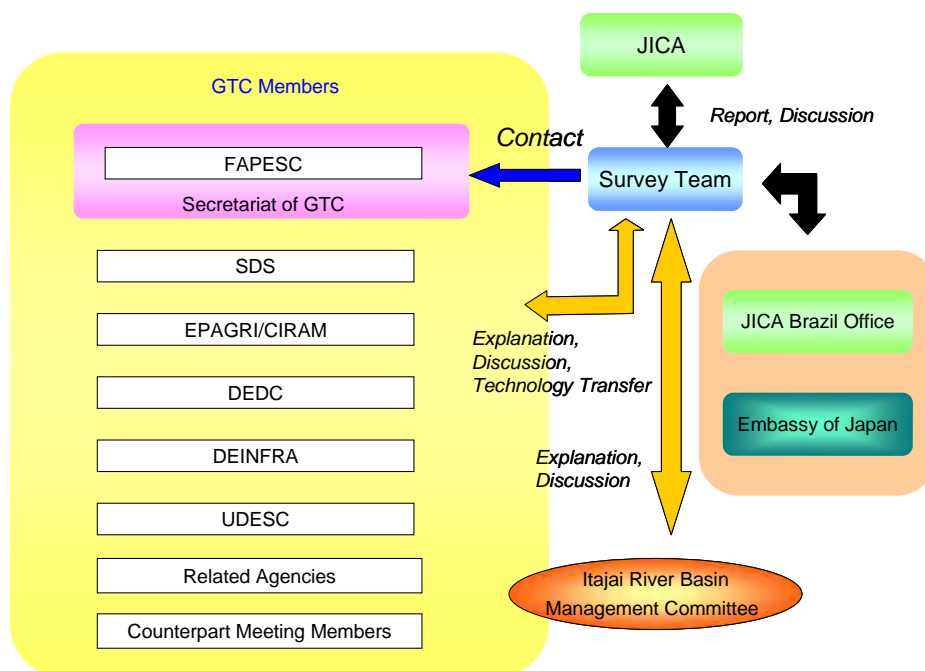 JICA
GTC Members
Report, Discussion
Contact
FAPESC
Survey Team
Secretariat of GTC
SDS
JICA Brazil Office
EPAGRI/CIRAM
Explanation,
Discussion,
Technology Transfer
DEDC
Embassy of Japan
DEINFRA
Explanation,
Discussion
UDESC
Related Agencies
Itajai River Basin
Management Committee
Counterpart Meeting Members